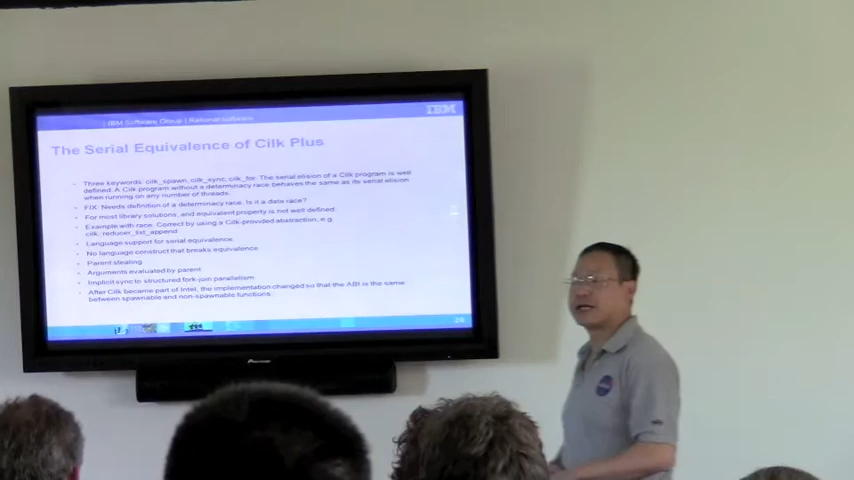 IBM Software Group | Rational software
IBM
The Serial Equivalence of Cilk Plus
Three keywords: cilk_spawn, cilk_sync, cilk_for. The serial elision of a Cilk program is well
defined. A Cilk program without a determinacy race behaves the same as its serial elision
when running on any number of threads.
FIX: Needs definition of a determinacy race. Is it a data race?
For most library solutions, and equivalent property is not well defined.
Example with race. Correct by using a Cilk-provided abstraction, e.g.
cilk::reducer_list_append
Language support for serial equivalence.
No language construct that breaks equivalence
Parent stealing
Arguments evaluated by parent
Implicit sync to structured fork-join parallelism
After Cilk became part of Intel, the implementation changed so that the ABI is the same
between spawnable and non-spawnable functions.
Pioneer